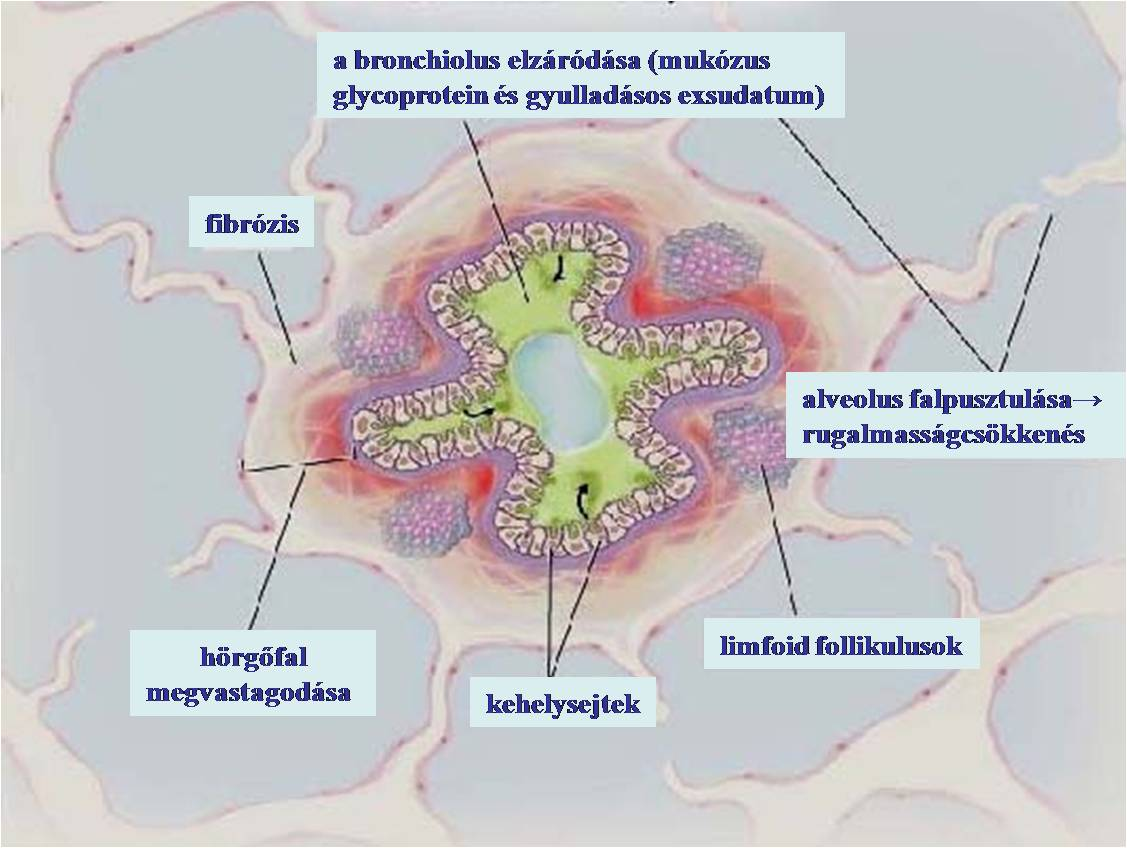 a bronchiolus elzáródása (mukózus
glycoprotein és gyulladásos exsudatum)
fibrózis
alveolus falpusztulása→
rugalmasságcsökkenés
hörgőfal
megvastagodása
kehelysejtek
limfoid follikulusok